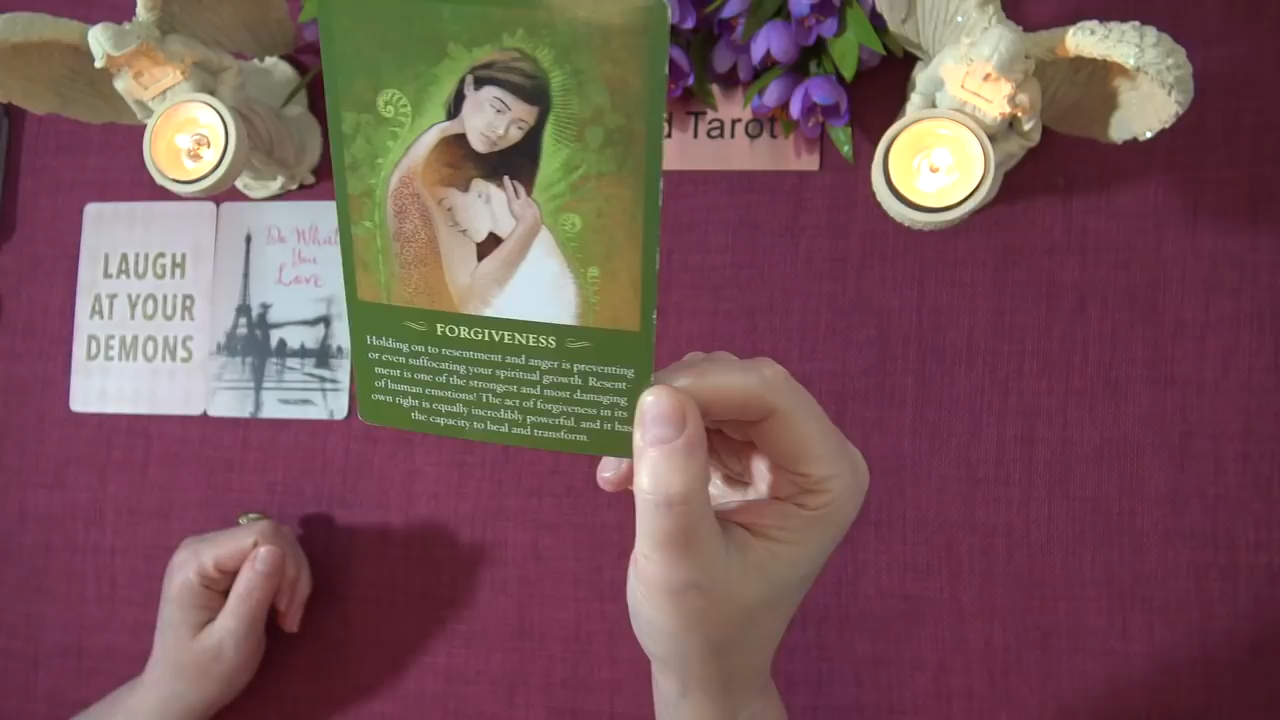 d Tarot
LAUGH
AT YOUR
DEMONS
Do What
You
Love
FORGIVENESS
Holding on to resentment and anger is preventing
or even suffocating your spiritual growth. Resent-
ment is one of the strongest and most damaging
of human emotions! The act of forgiveness in its
own right is equally incredibly powerful, and it has
the capacity to heal and transform.